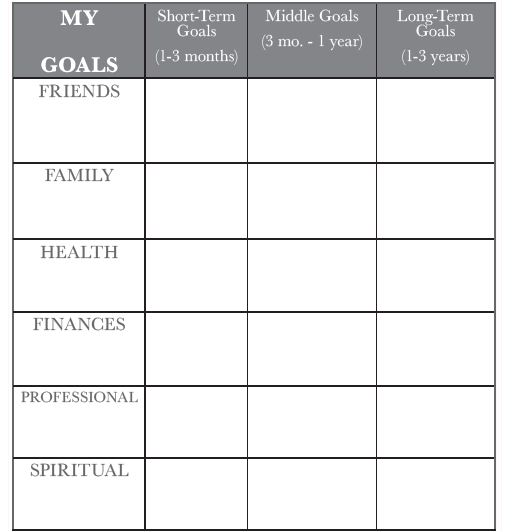 MY
GOALS
Short-Term
Goals
(1-3 months)
Middle Goals
(3 mo. - 1 year)
Long-Term
Goals
(1-3 years)
FRIENDS
FAMILY
HEALTH
FINANCES
PROFESSIONAL
SPIRITUAL